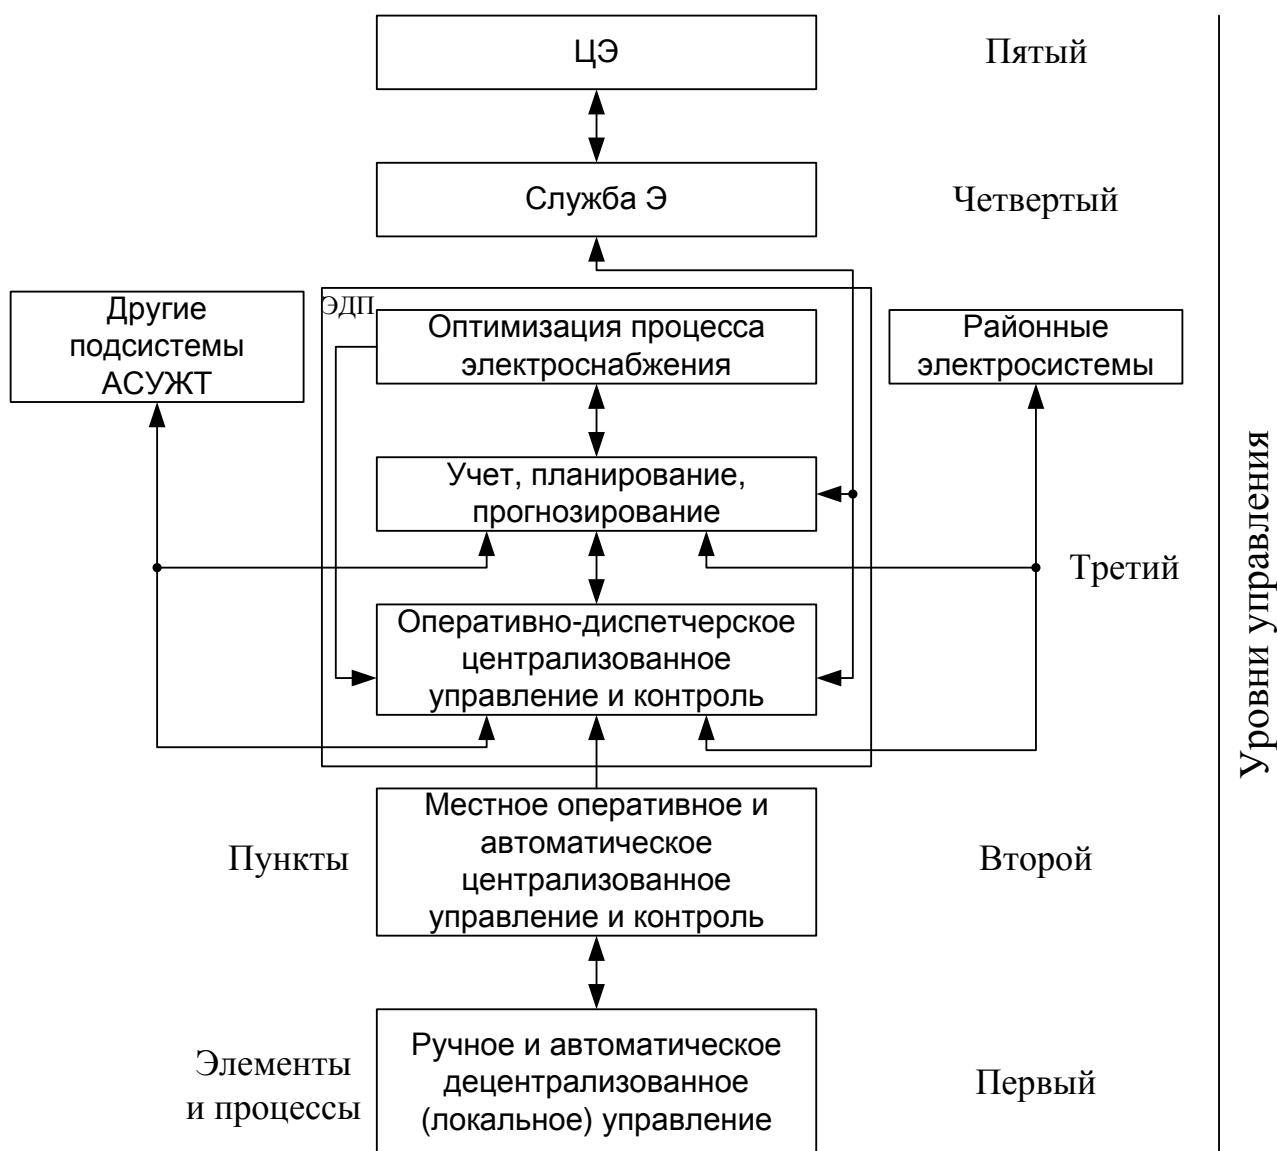 ЦЭ
Пятый
Служба Э
Четвертый
Другие
подсистемы
АСУЖТ
ЭДП
Оптимизация процесса
электроснабжения
Районные
электросистемы
Учет, планирование,
прогнозирование
Третий
Оперативно-диспетчерское
централизованное
управление и контроль
Уровни управления
Пункты
Местное оперативное и
автоматическое
централизованное
управление и контроль
Второй
Элементы
и процессы
Ручное и автоматическое
децентрализованное
(локальное) управление
Первый